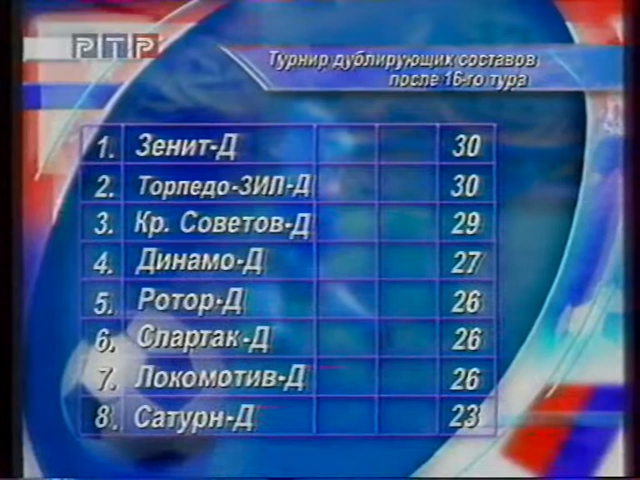 РТР
Турнир дублирующих составов
после 16-го тура
1. Зенит-Д 30
2. Торпедо-ЗИЛ-Д 30
3. Кр. Советов-Д 29
4. Динамо-Д 27
5. Ротор-Д 26
6. Спартак-Д 26
7. Локомотив-Д 26
8. Сатурн-Д 23